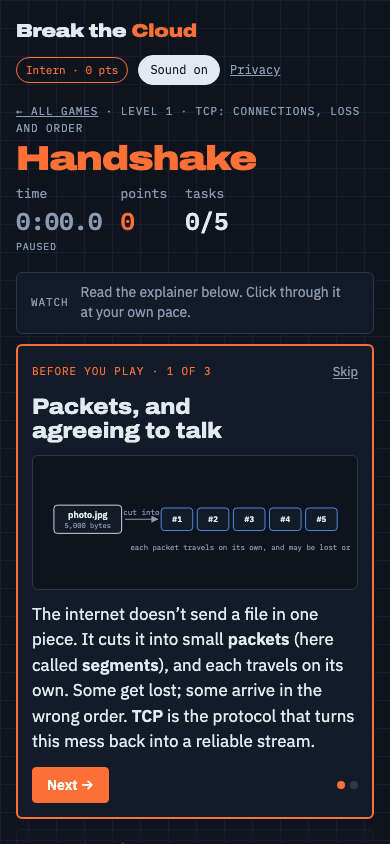 Break the Cloud
Intern · 0 pts
Sound on
Privacy
← ALL GAMES · LEVEL 1 · TCP: CONNECTIONS, LOSS
AND ORDER
Handshake
time
points
tasks
0:00.0
0
0/5
PAUSED
WATCH
Read the explainer below. Click through it
at your own pace.
BEFORE YOU PLAY · 1 OF 3
Skip
Packets, and
agreeing to talk
photo.jpg
5,000 bytes
cut into
#1
#2
#3
#4
#5
each packet travels on its own, and may be lost or
The internet doesn’t send a file in one
piece. It cuts it into small packets (here
called segments), and each travels on its
own. Some get lost; some arrive in the
wrong order. TCP is the protocol that turns
this mess back into a reliable stream.
Next →